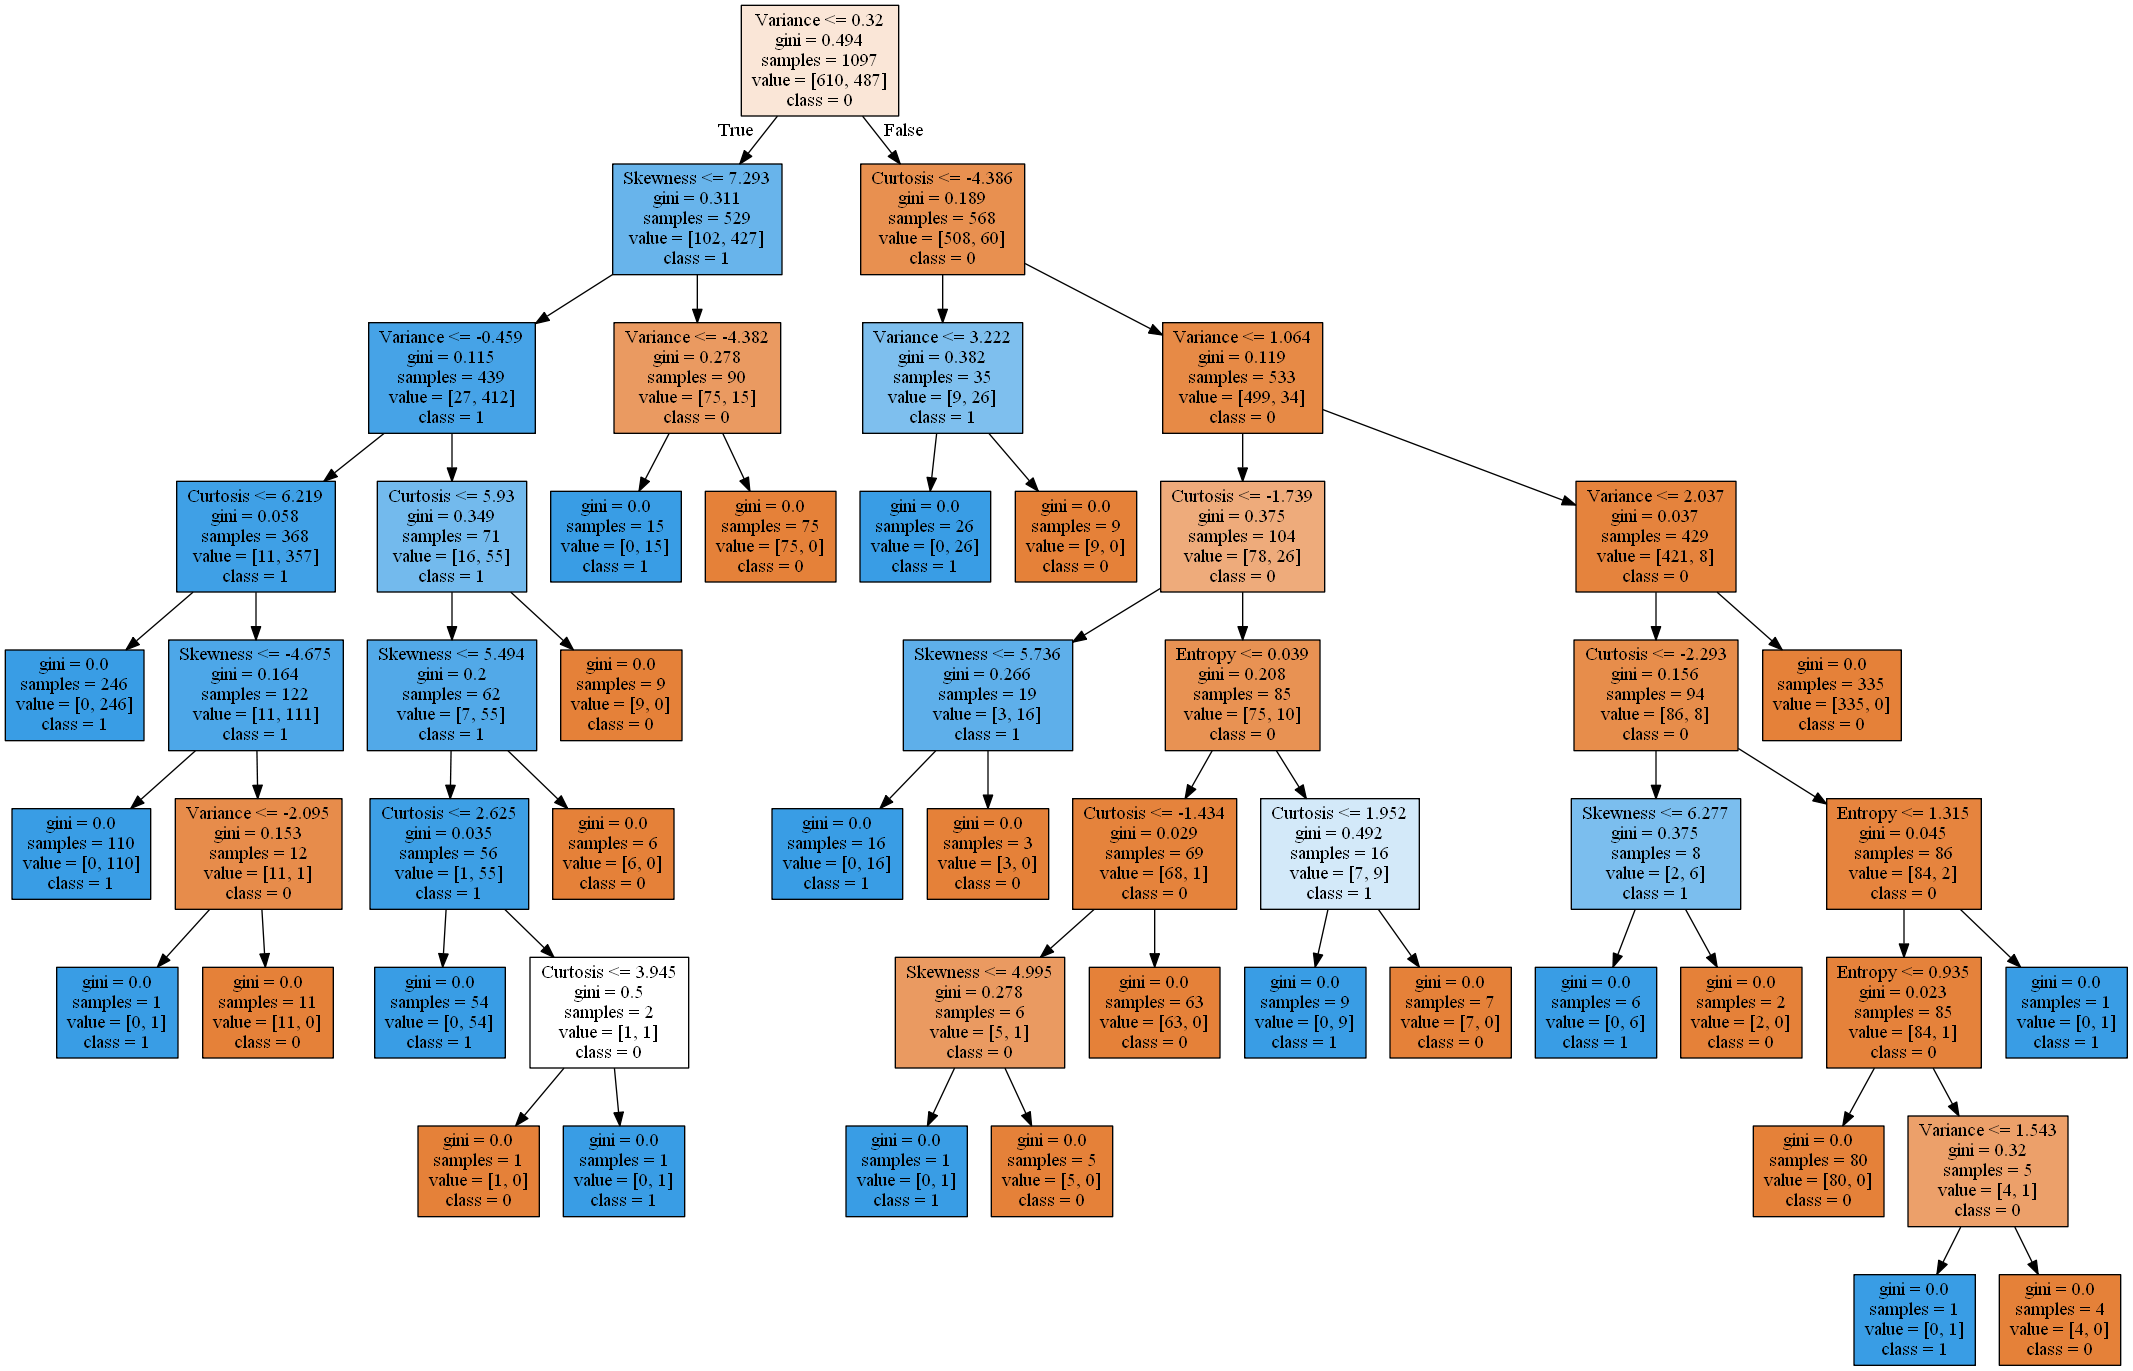 Variance <= 0.32
gini = 0.494
samples = 1097
value = [610, 487]
class = 0
True
False
Skewness <= 7.293
gini = 0.311
samples = 529
value = [102, 427]
class = 1
Curtosis <= -4.386
gini = 0.189
samples = 568
value = [508, 60]
class = 0
Variance <= -0.459
gini = 0.115
samples = 439
value = [27, 412]
class = 1
Variance <= -4.382
gini = 0.278
samples = 90
value = [75, 15]
class = 0
Variance <= 3.222
gini = 0.382
samples = 35
value = [9, 26]
class = 1
Variance <= 1.064
gini = 0.119
samples = 533
value = [499, 34]
class = 0
Curtosis <= 6.219
gini = 0.058
samples = 368
value = [11, 357]
class = 1
Curtosis <= 5.93
gini = 0.349
samples = 71
value = [16, 55]
class = 1
gini = 0.0
samples = 15
value = [0, 15]
class = 1
gini = 0.0
samples = 75
value = [75, 0]
class = 0
gini = 0.0
samples = 26
value = [0, 26]
class = 1
gini = 0.0
samples = 9
value = [9, 0]
class = 0
Curtosis <= -1.739
gini = 0.375
samples = 104
value = [78, 26]
class = 0
Variance <= 2.037
gini = 0.037
samples = 429
value = [421, 8]
class = 0
gini = 0.0
samples = 246
value = [0, 246]
class = 1
Skewness <= -4.675
gini = 0.164
samples = 122
value = [11, 111]
class = 1
Skewness <= 5.494
gini = 0.2
samples = 62
value = [7, 55]
class = 1
gini = 0.0
samples = 9
value = [9, 0]
class = 0
Skewness <= 5.736
gini = 0.266
samples = 19
value = [3, 16]
class = 1
Entropy <= 0.039
gini = 0.208
samples = 85
value = [75, 10]
class = 0
Curtosis <= -2.293
gini = 0.156
samples = 94
value = [86, 8]
class = 0
gini = 0.0
samples = 335
value = [335, 0]
class = 0
gini = 0.0
samples = 110
value = [0, 110]
class = 1
Variance <= -2.095
gini = 0.153
samples = 12
value = [11, 1]
class = 0
Curtosis <= 2.625
gini = 0.035
samples = 56
value = [1, 55]
class = 1
gini = 0.0
samples = 6
value = [6, 0]
class = 0
gini = 0.0
samples = 16
value = [0, 16]
class = 1
gini = 0.0
samples = 3
value = [3, 0]
class = 0
Curtosis <= -1.434
gini = 0.029
samples = 69
value = [68, 1]
class = 0
Curtosis <= 1.952
gini = 0.492
samples = 16
value = [7, 9]
class = 1
Skewness <= 6.277
gini = 0.375
samples = 8
value = [2, 6]
class = 1
Entropy <= 1.315
gini = 0.045
samples = 86
value = [84, 2]
class = 0
gini = 0.0
samples = 1
value = [0, 1]
class = 1
gini = 0.0
samples = 11
value = [11, 0]
class = 0
gini = 0.0
samples = 54
value = [0, 54]
class = 1
Curtosis <= 3.945
gini = 0.5
samples = 2
value = [1, 1]
class = 0
Skewness <= 4.995
gini = 0.278
samples = 6
value = [5, 1]
class = 0
gini = 0.0
samples = 63
value = [63, 0]
class = 0
gini = 0.0
samples = 9
value = [0, 9]
class = 1
gini = 0.0
samples = 7
value = [7, 0]
class = 0
gini = 0.0
samples = 6
value = [0, 6]
class = 1
gini = 0.0
samples = 2
value = [2, 0]
class = 0
Entropy <= 0.935
gini = 0.023
samples = 85
value = [84, 1]
class = 0
gini = 0.0
samples = 1
value = [0, 1]
class = 1
gini = 0.0
samples = 1
value = [1, 0]
class = 0
gini = 0.0
samples = 1
value = [0, 1]
class = 1
gini = 0.0
samples = 1
value = [0, 1]
class = 1
gini = 0.0
samples = 5
value = [5, 0]
class = 0
gini = 0.0
samples = 80
value = [80, 0]
class = 0
Variance <= 1.543
gini = 0.32
samples = 5
value = [4, 1]
class = 0
gini = 0.0
samples = 1
value = [0, 1]
class = 1
gini = 0.0
samples = 4
value = [4, 0]
class = 0